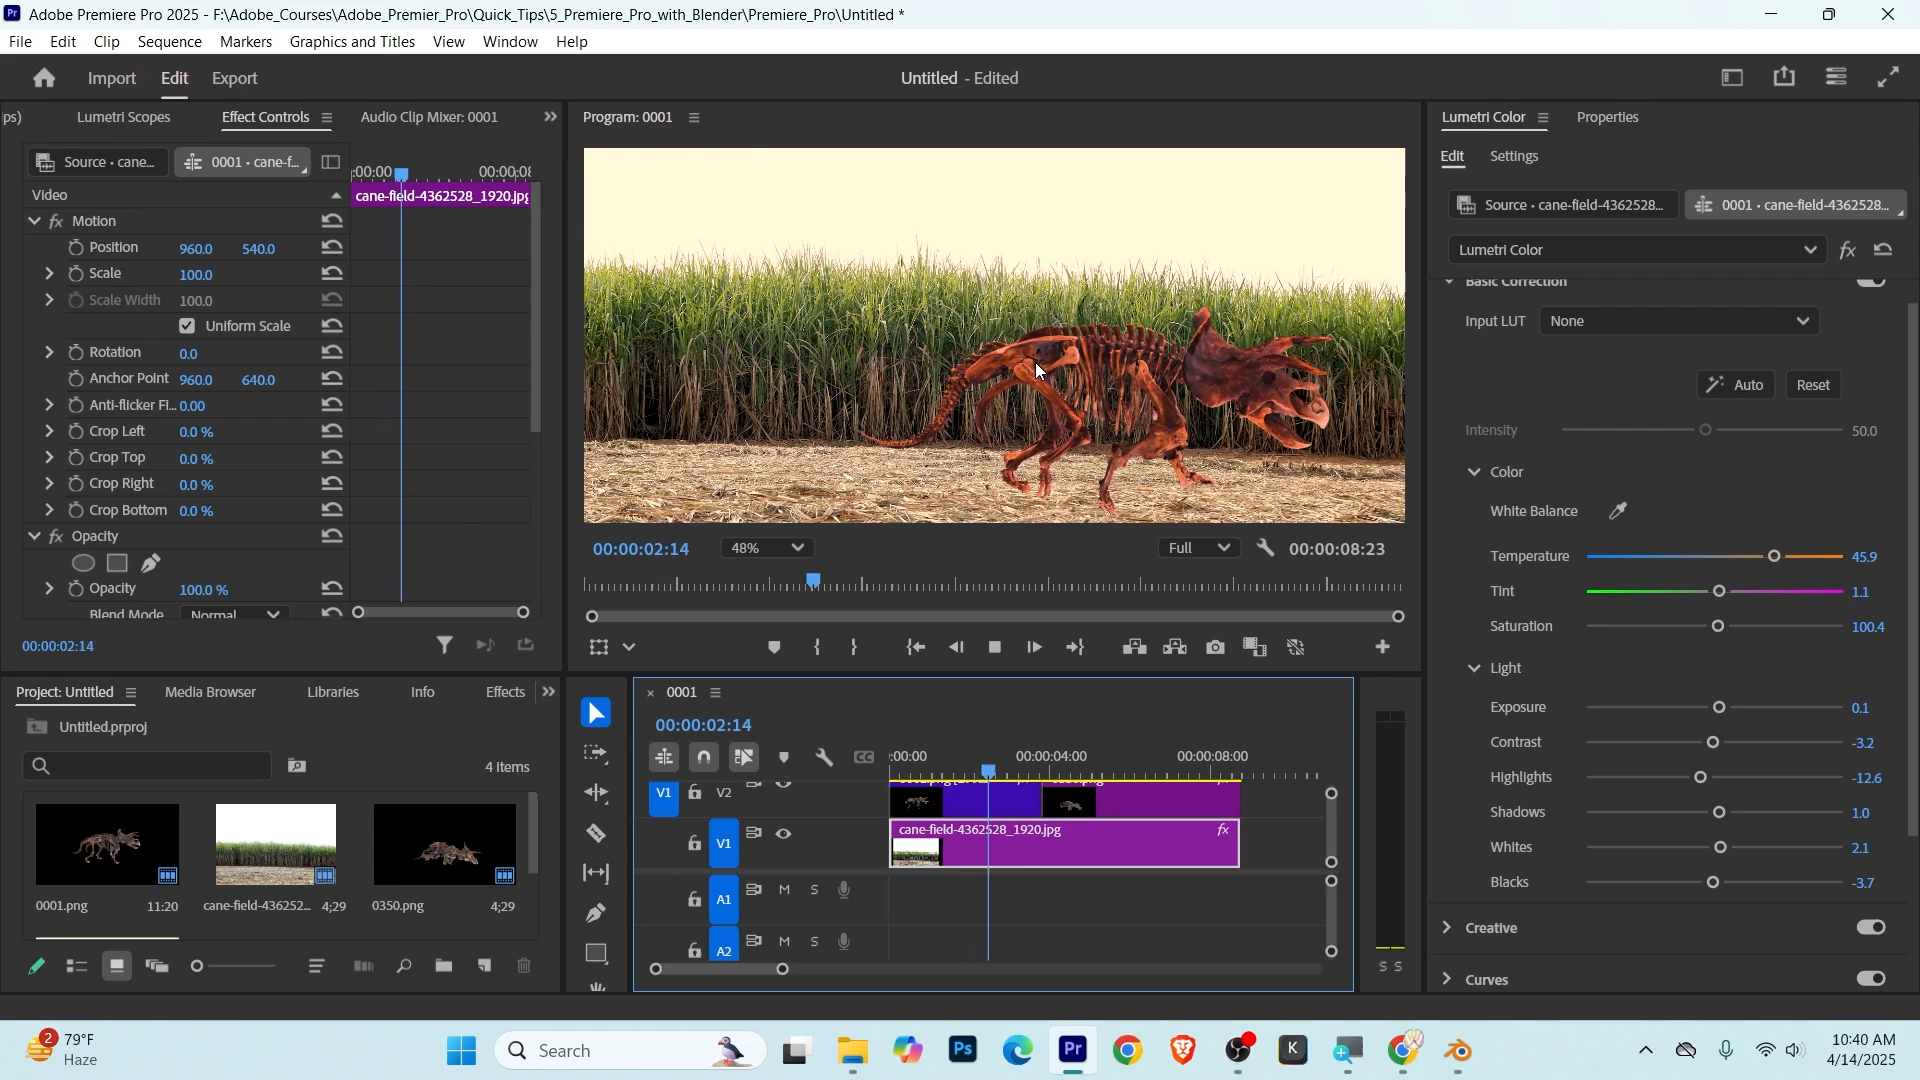 Adobe Premiere Pro 2025 - F:\Adobe_Courses\Adobe_Premier_Pro\Quick_Tips\5_Premiere_Pro_with_Blender\Premiere_Pro\Untitled *
File Edit Clip Sequence Markers Graphics and Titles View Window Help
Import Edit Export
Untitled - Edited
ps) Lumetri Scopes Effect Controls Audio Clip Mixer: 0001
Source • cane... 0001 • cane-f... :00:00 00:00:08
Video cane-field-4362528_1920.jpg
fx Motion
Position 960.0 540.0
Scale 100.0
Scale Width 100.0
Uniform Scale
Rotation 0.0
Anchor Point 960.0 640.0
Anti-flicker Fi... 0.00
Crop Left 0.0 %
Crop Top 0.0 %
Crop Right 0.0 %
Crop Bottom 0.0 %
fx Opacity
Opacity 100.0 %
Blend Mode Normal
00:00:02:14
Program: 0001
00:00:02:14 48% Full 00:00:08:23
Lumetri Color Properties
Edit Settings
Source • cane-field-4362528... 0001 • cane-field-4362528...
Lumetri Color fx
Basic Correction
Input LUT None
Auto Reset
Intensity 50.0
Color
White Balance
Temperature 45.9
Tint 1.1
Saturation 100.4
Light
Exposure 0.1
Contrast -3.2
Highlights -12.6
Shadows 1.0
Whites 2.1
Blacks -3.7
Creative
Curves
Project: Untitled Media Browser Libraries Info Effects
Untitled.prproj
4 items
0001.png 11:20 cane-field-436252... 4;29 0350.png 4;29
0001
00:00:02:14
CC :00:00 00:00:04:00 00:00:08:00
V1 V2
V1 cane-field-4362528_1920.jpg fx
A1 M S
A2 M S
S S
2 79°F
Haze
Search
Ps Pr K
10:40 AM
4/14/2025